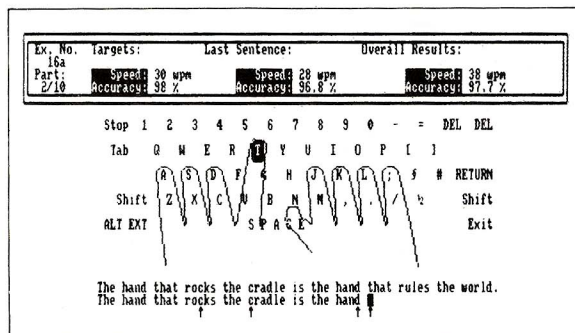 Ex. No. Targets: Last Sentence: Overall Results:
16a
Part: Speed: 30 wpm Speed: 28 wpm Speed: 38 wpm
2/10 Accuracy: 98 % Accuracy: 96.8 % Accuracy: 97.7 %
Stop 1 2 3 4 5 6 7 8 9 0 - = DEL DEL
Tab Q W E R T Y U I O P [ ]
A S D F G H J K L ; # RETURN
Shift Z X C V B N M , . / ½ Shift
ALT EXT SPACE Exit
The hand that rocks the cradle is the hand that rules the world.
The hand that rocks the cradle is the hand